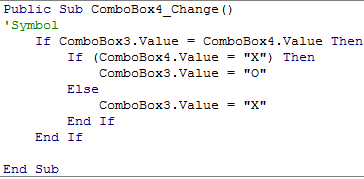 Public Sub ComboBox4_Change()
'Symbol
    If ComboBox3.Value = ComboBox4.Value Then
        If (ComboBox4.Value = "X") Then
            ComboBox3.Value = "O"
        Else
            ComboBox3.Value = "X"
        End If
    End If
End Sub